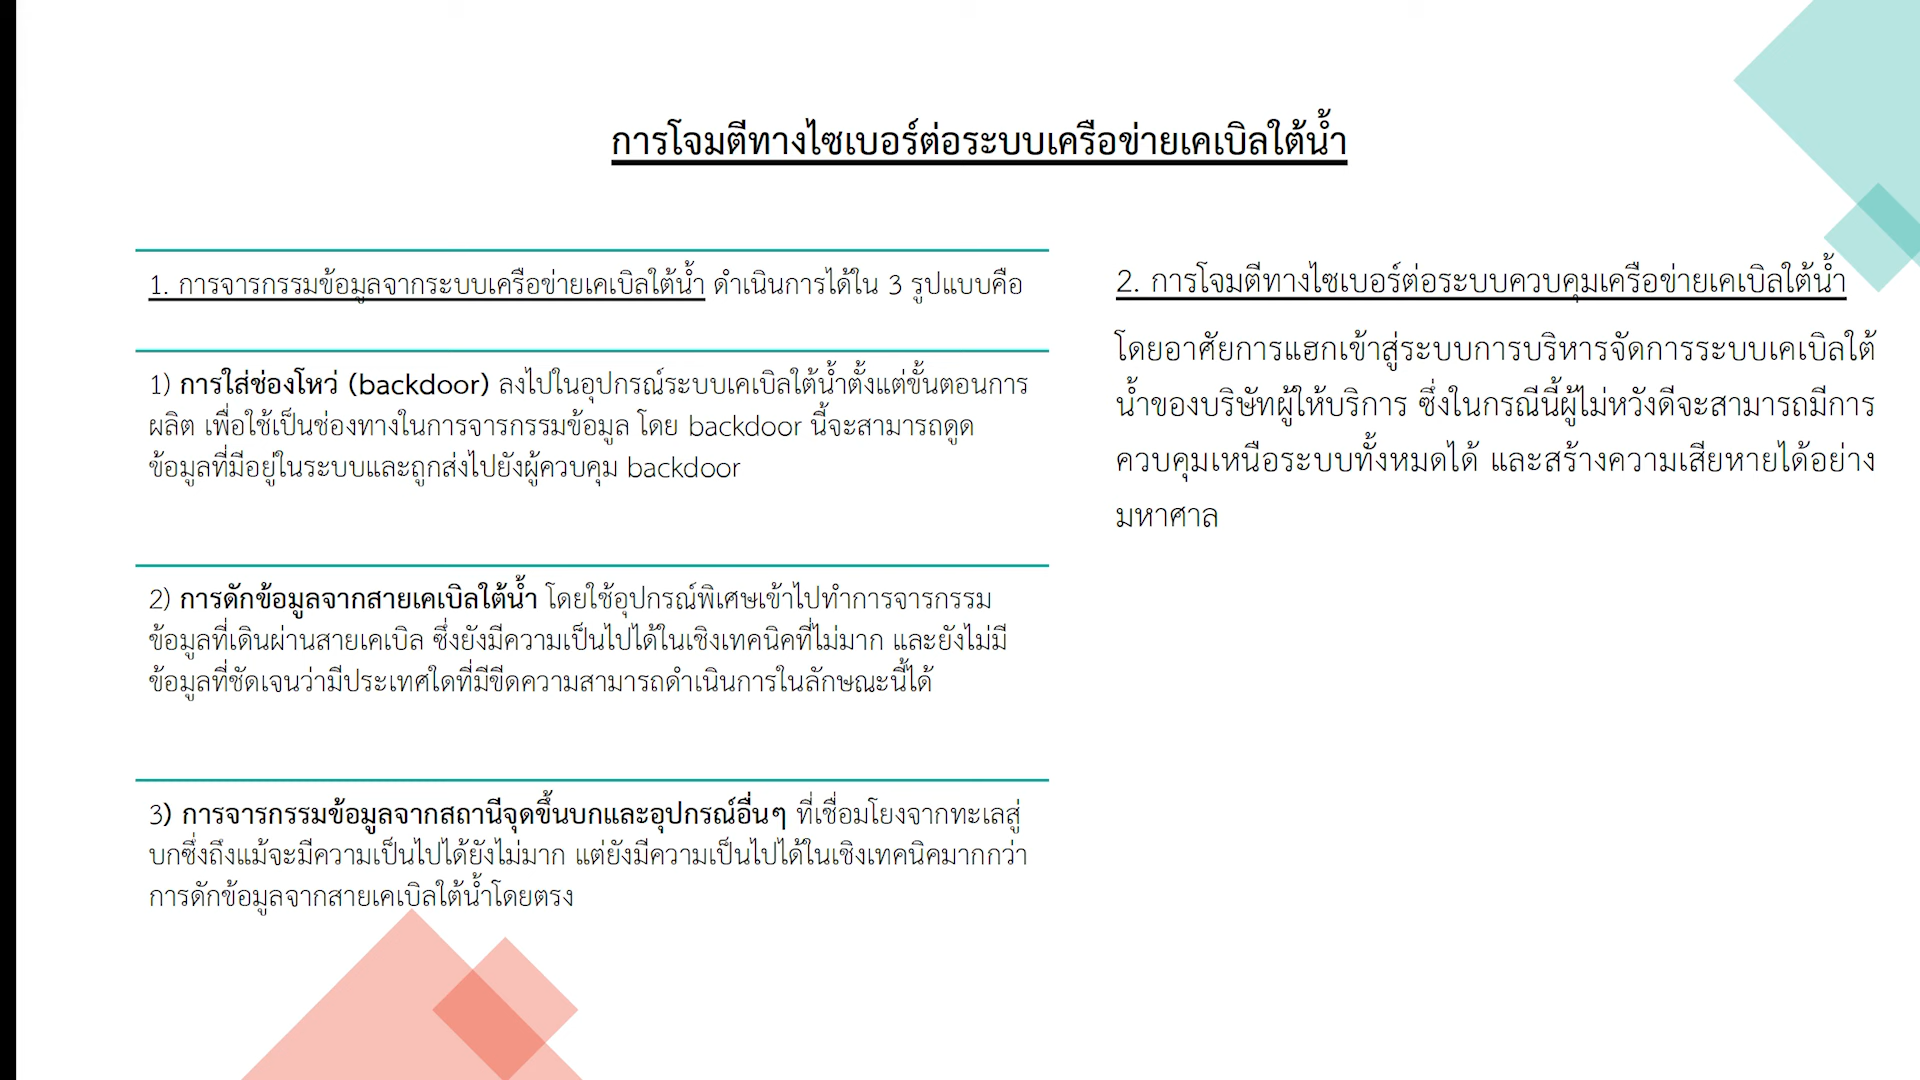 การโจมตีทางไซเบอร์ต่อระบบเครือข่ายเคเบิลใต้น้ำ
1. การจารกรรมข้อมูลจากระบบเครือข่ายเคเบิลใต้น้ำ ดำเนินการได้ใน 3 รูปแบบคือ
1) การใส่ช่องโหว่ (backdoor) ลงไปในอุปกรณ์ระบบเคเบิลใต้น้ำตั้งแต่ขั้นตอนการ
ผลิต เพื่อใช้เป็นช่องทางในการจารกรรมข้อมูล โดย backdoor นี้จะสามารถดูด
ข้อมูลที่มีอยู่ในระบบและถูกส่งไปยังผู้ควบคุม backdoor
2) การดักข้อมูลจากสายเคเบิลใต้น้ำ โดยใช้อุปกรณ์พิเศษเข้าไปทำการจารกรรม
ข้อมูลที่เดินผ่านสายเคเบิล ซึ่งยังมีความเป็นไปได้ในเชิงเทคนิคที่ไม่มาก และยังไม่มี
ข้อมูลที่ชัดเจนว่ามีประเทศใดที่มีขีดความสามารถดำเนินการในลักษณะนี้ได้
3) การจารกรรมข้อมูลจากสถานีจุดขึ้นบกและอุปกรณ์อื่นๆ ที่เชื่อมโยงจากทะเลสู่
บกซึ่งถึงแม้จะมีความเป็นไปได้ยังไม่มาก แต่ยังมีความเป็นไปได้ในเชิงเทคนิคมากกว่า
การดักข้อมูลจากสายเคเบิลใต้น้ำโดยตรง
2. การโจมตีทางไซเบอร์ต่อระบบควบคุมเครือข่ายเคเบิลใต้น้ำ
โดยอาศัยการแฮกเข้าสู่ระบบการบริหารจัดการระบบเคเบิลใต้
น้ำของบริษัทผู้ให้บริการ ซึ่งในกรณีนี้ผู้ไม่หวังดีจะสามารถมีการ
ควบคุมเหนือระบบทั้งหมดได้ และสร้างความเสียหายได้อย่าง
มหาศาล